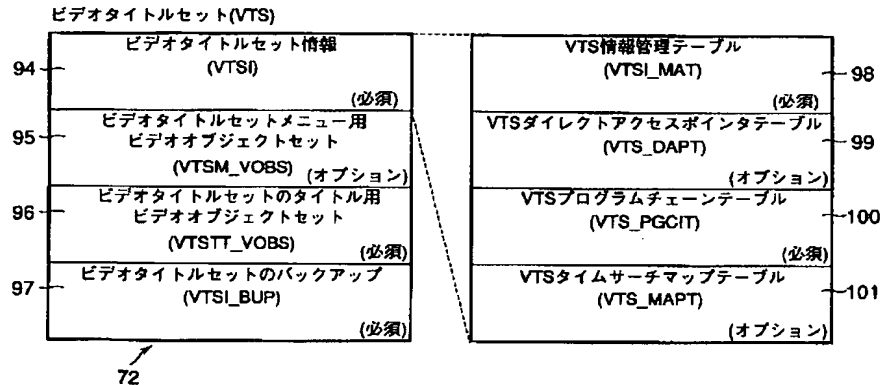 ビデオタイトルセット(VTS)
94
ビデオタイトルセット情報
(VTSI)
(必須)
95
ビデオタイトルセットメニュー用
ビデオオブジェクトセット
(VTSM_VOBS) (オプション)
96
ビデオタイトルセットのタイトル用
ビデオオブジェクトセット
(VTSTT_VOBS)
(必須)
97
ビデオタイトルセットのバックアップ
(VTSI_BUP)
(必須)
72
VTS情報管理テーブル
(VTSI_MAT)
(必須)
98
VTSダイレクトアクセスポインタテーブル
(VTS_DAPT)
(オプション)
99
VTSプログラムチェーンテーブル
(VTS_PGCIT)
(必須)
100
VTSタイムサーチマップテーブル
(VTS_MAPT)
(オプション)
101